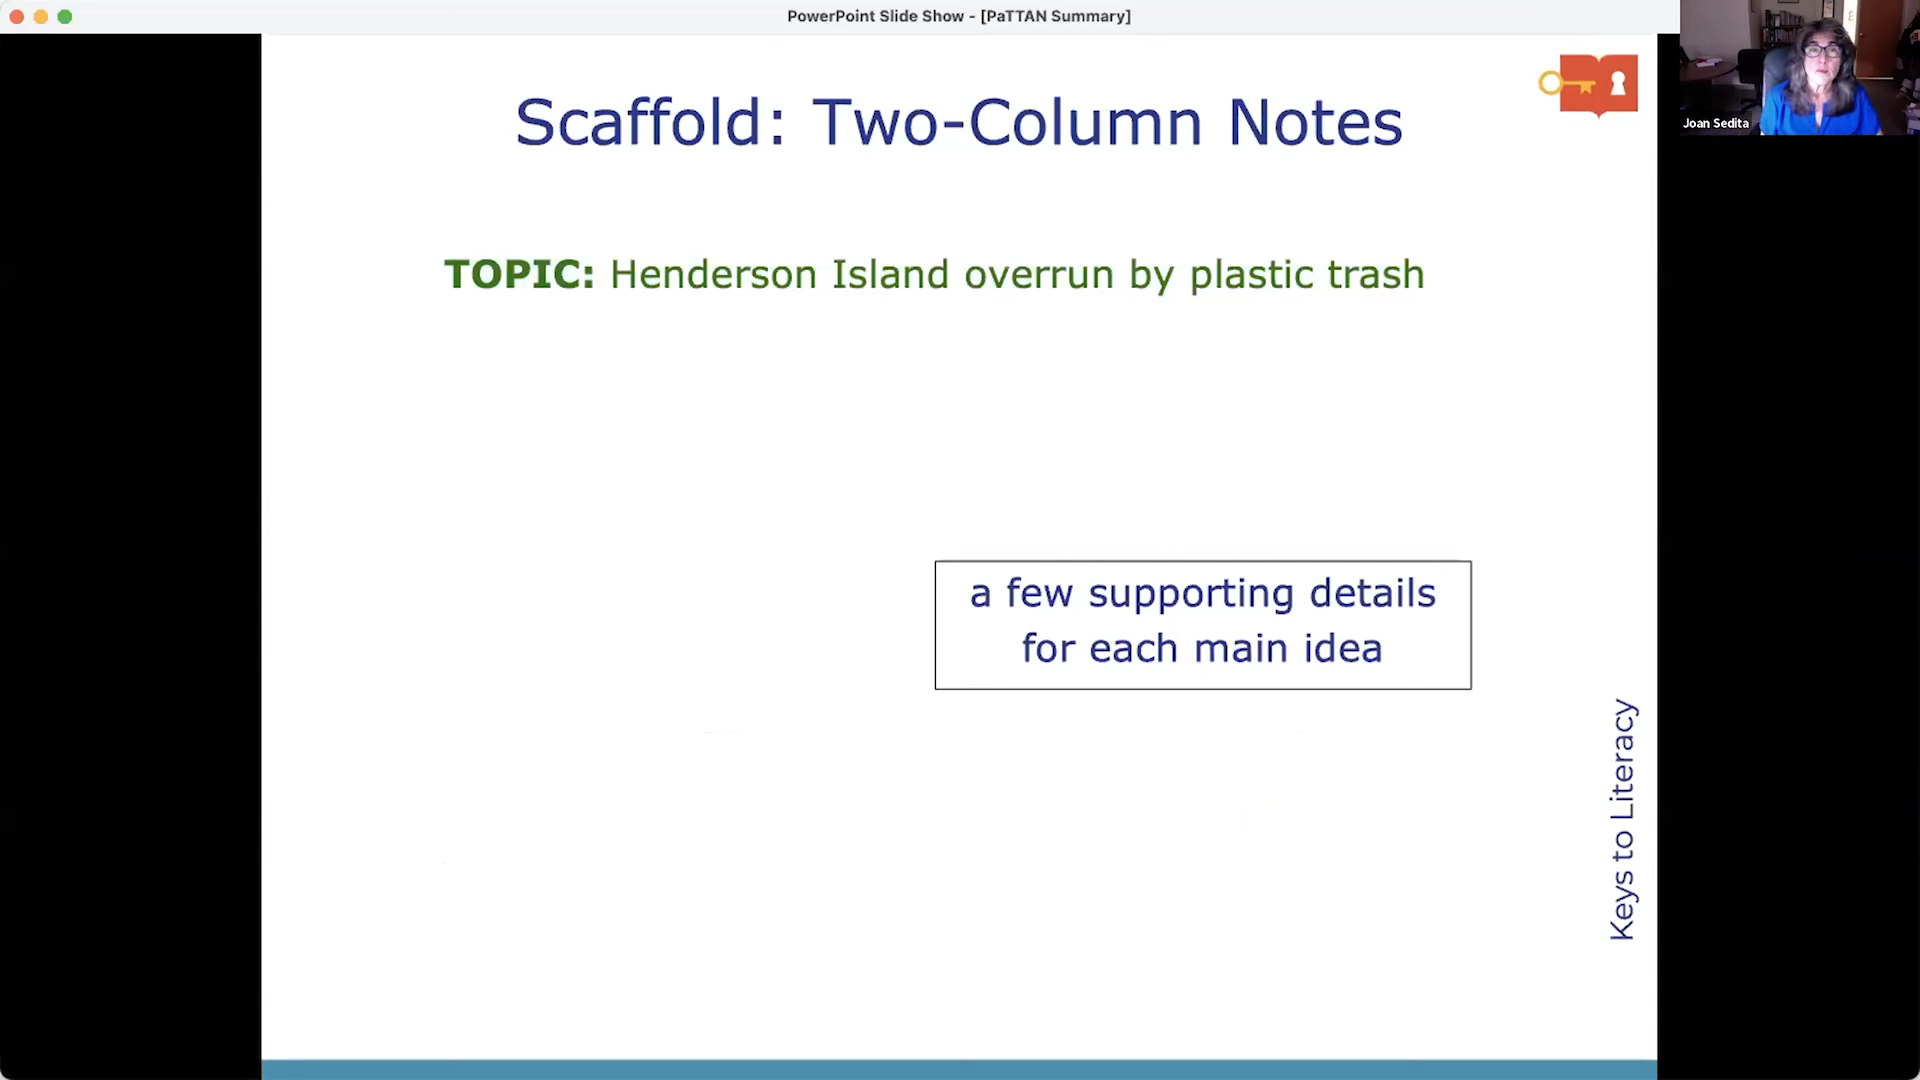 PowerPoint Slide Show - [PaTTAN Summary]
Joan Sedita
Scaffold: Two-Column Notes
TOPIC: Henderson Island overrun by plastic trash
a few supporting details
for each main idea
Keys to Literacy